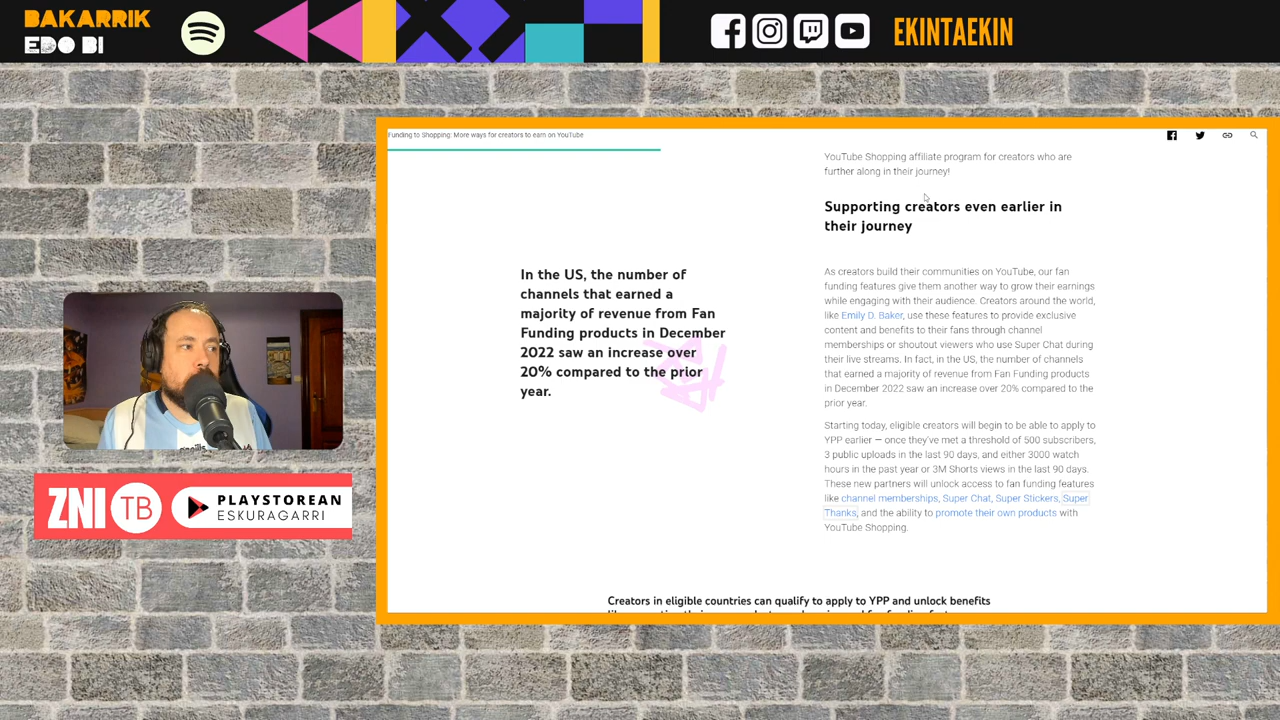 BAKARRIK
EDO BI
EKINTAEKIN
Funding to Shopping: More ways for creators to earn on YouTube
YouTube Shopping affiliate program for creators who are
further along in their journey!
Supporting creators even earlier in
their journey
In the US, the number of
channels that earned a
majority of revenue from Fan
Funding products in December
2022 saw an increase over
20% compared to the prior
year.
As creators build their communities on YouTube, our fan
funding features give them another way to grow their earnings
while engaging with their audience. Creators around the world,
like Emily D. Baker, use these features to provide exclusive
content and benefits to their fans through channel
memberships or shoutout viewers who use Super Chat during
their live streams. In fact, in the US, the number of channels
that earned a majority of revenue from Fan Funding products
in December 2022 saw an increase over 20% compared to the
prior year.
Starting today, eligible creators will begin to be able to apply to
YPP earlier — once they've met a threshold of 500 subscribers,
3 public uploads in the last 90 days, and either 3000 watch
hours in the past year or 3M Shorts views in the last 90 days.
These new partners will unlock access to fan funding features
like channel memberships, Super Chat, Super Stickers, Super
Thanks, and the ability to promote their own products with
YouTube Shopping.
Creators in eligible countries can qualify to apply to YPP and unlock benefits
ZNI TB
PLAYSTOREAN
ESKURAGARRI